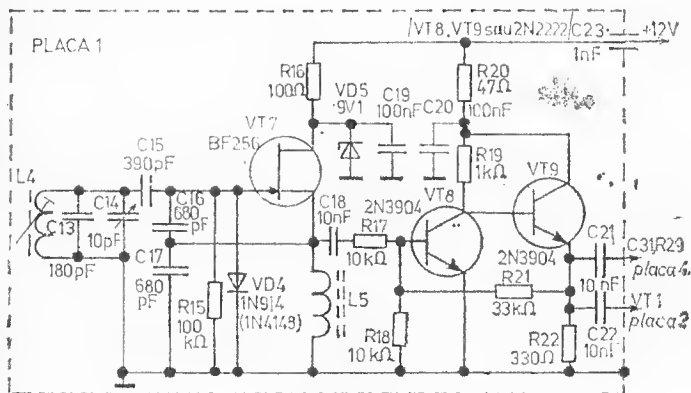 /VT8, VT9 sau 2N2222/
C23
1nF
+12V
PLACA 1
R16
100Ω
VD5
9V1
C19
100nF
C20
100nF
R20
47Ω
VT7
BF256
C15
390pF
R19
1kΩ
VT9
L4
C14
C16
680
pF
C18
10nF
2N3904
VT8
R17
C13
10pF
10kΩ
2N3904
C21
C31,R29
placa 4
180pF
C17
680
pF
VD4
1N914
(1N4148)
L5
R21
33kΩ
10nF
VT1
placa 2
R15
100
kΩ
R18
10kΩ
R22
330Ω
C22
10nF